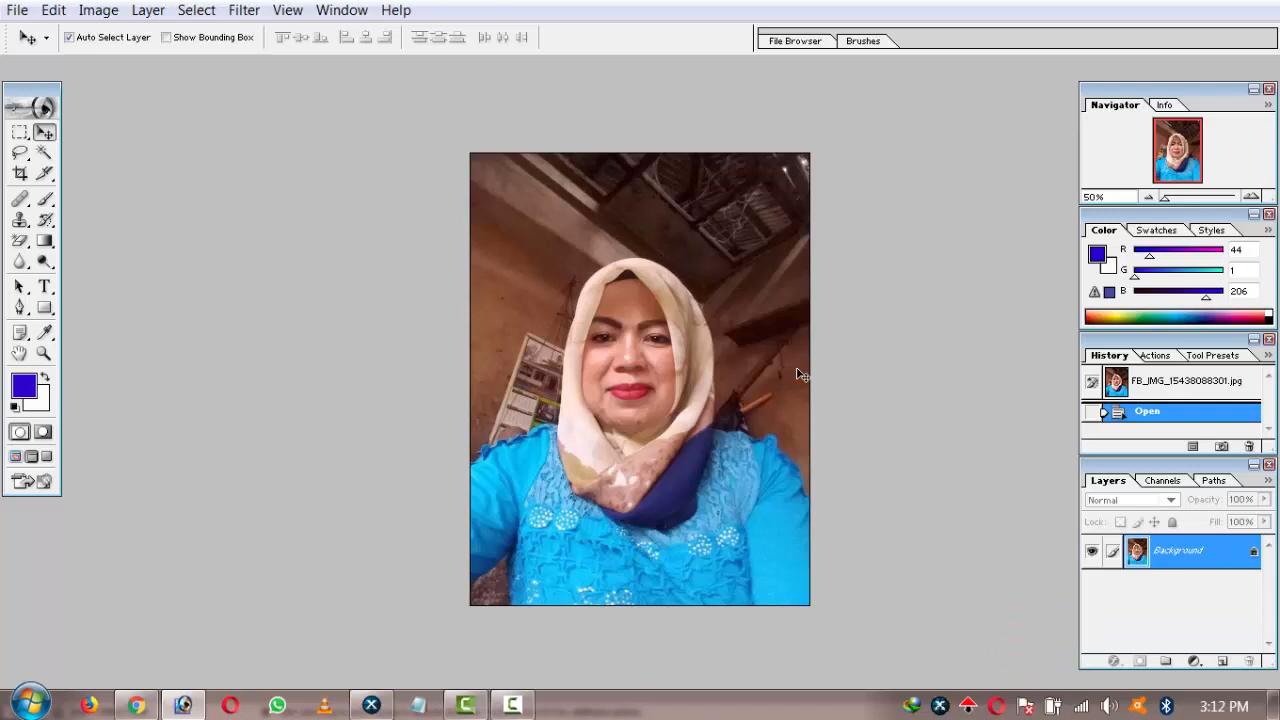 File Edit Image Layer Select Filter View Window Help
Auto Select Layer Show Bounding Box File Browser Brushes
Navigator Info
50%
Color Swatches Styles
R 44
G 1
B 206
History Actions Tool Presets
FB_IMG_15438088301.jpg
Open
Layers Channels Paths
Normal Opacity: 100%
Lock: Fill: 100%
Background
3:12 PM